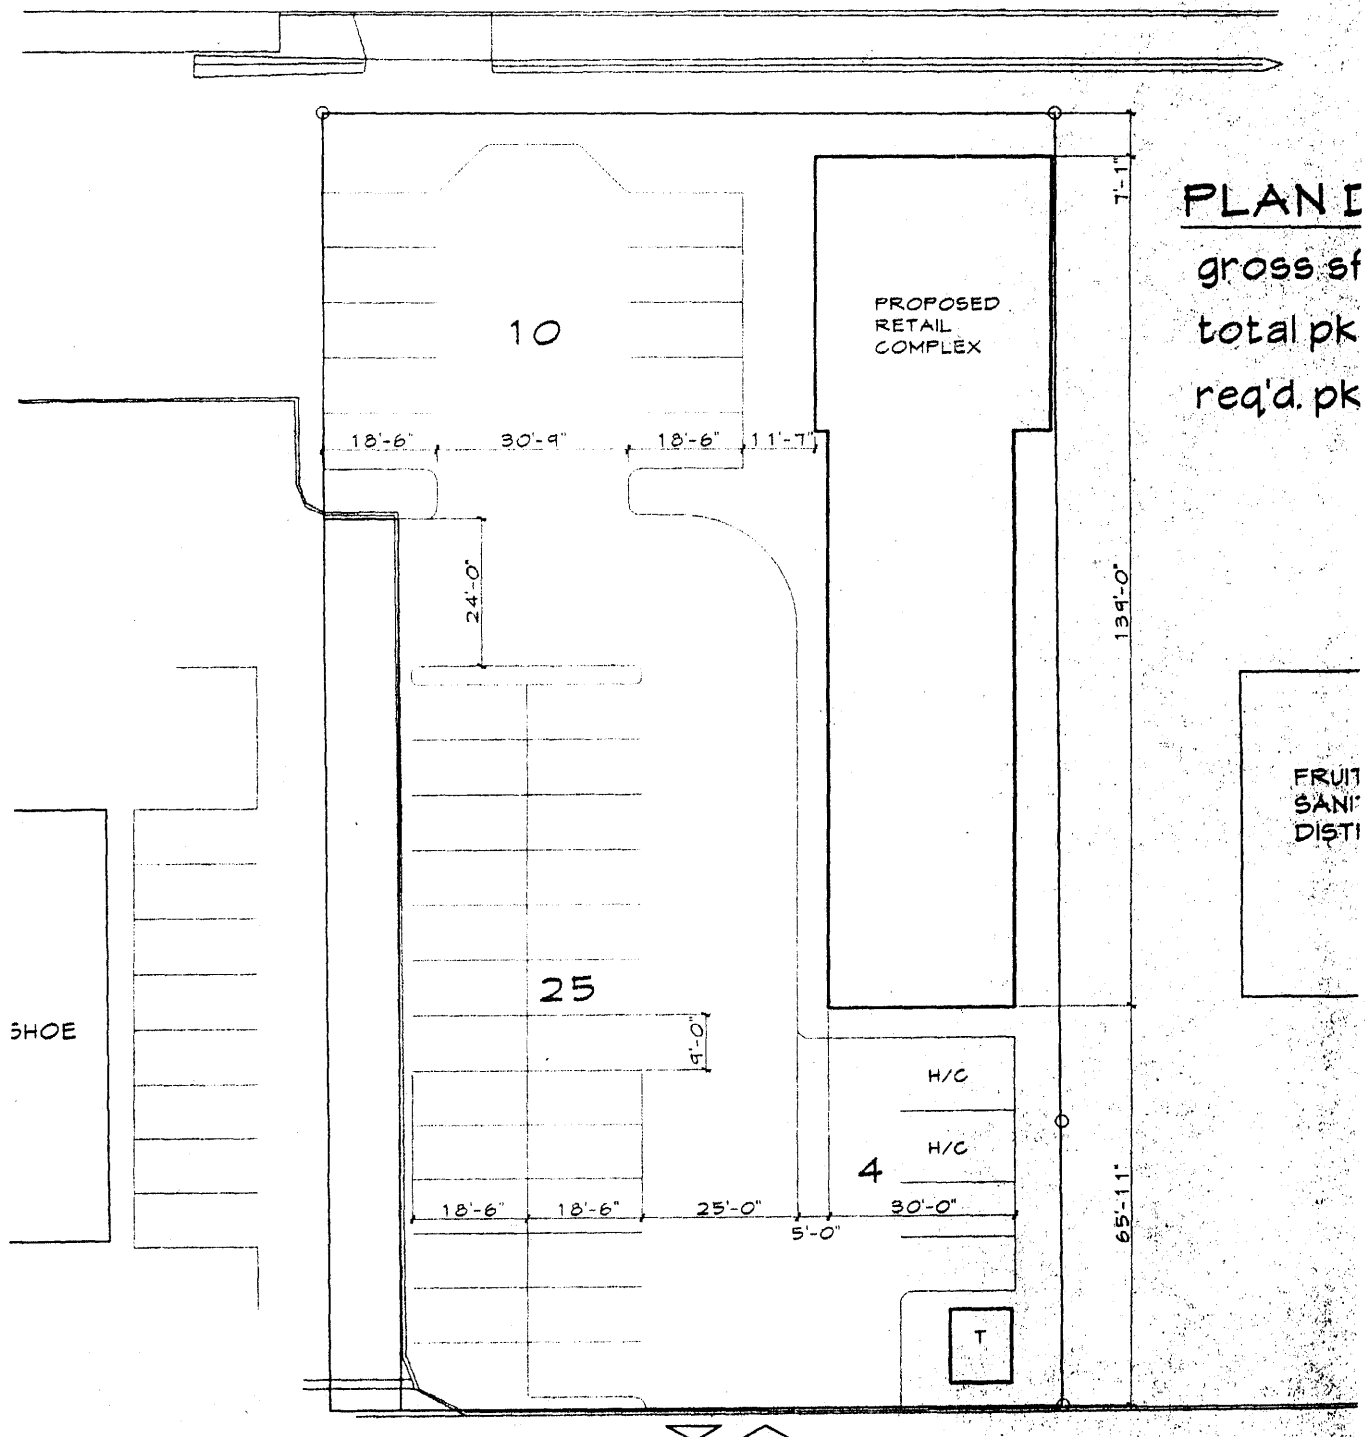 7'-1"
PLAN D
gross sf
total pk
req'd. pk
PROPOSED
RETAIL
COMPLEX
10
18'-6" 30'-9" 18'-6" 11'-7"
24'-0"
139'-0"
FRUIT
SANI
DISTI
25
SHOE
9'-0"
H/C
H/C
4
18'-6" 18'-6" 25'-0" 30'-0"
5'-0"
65'-11"
T